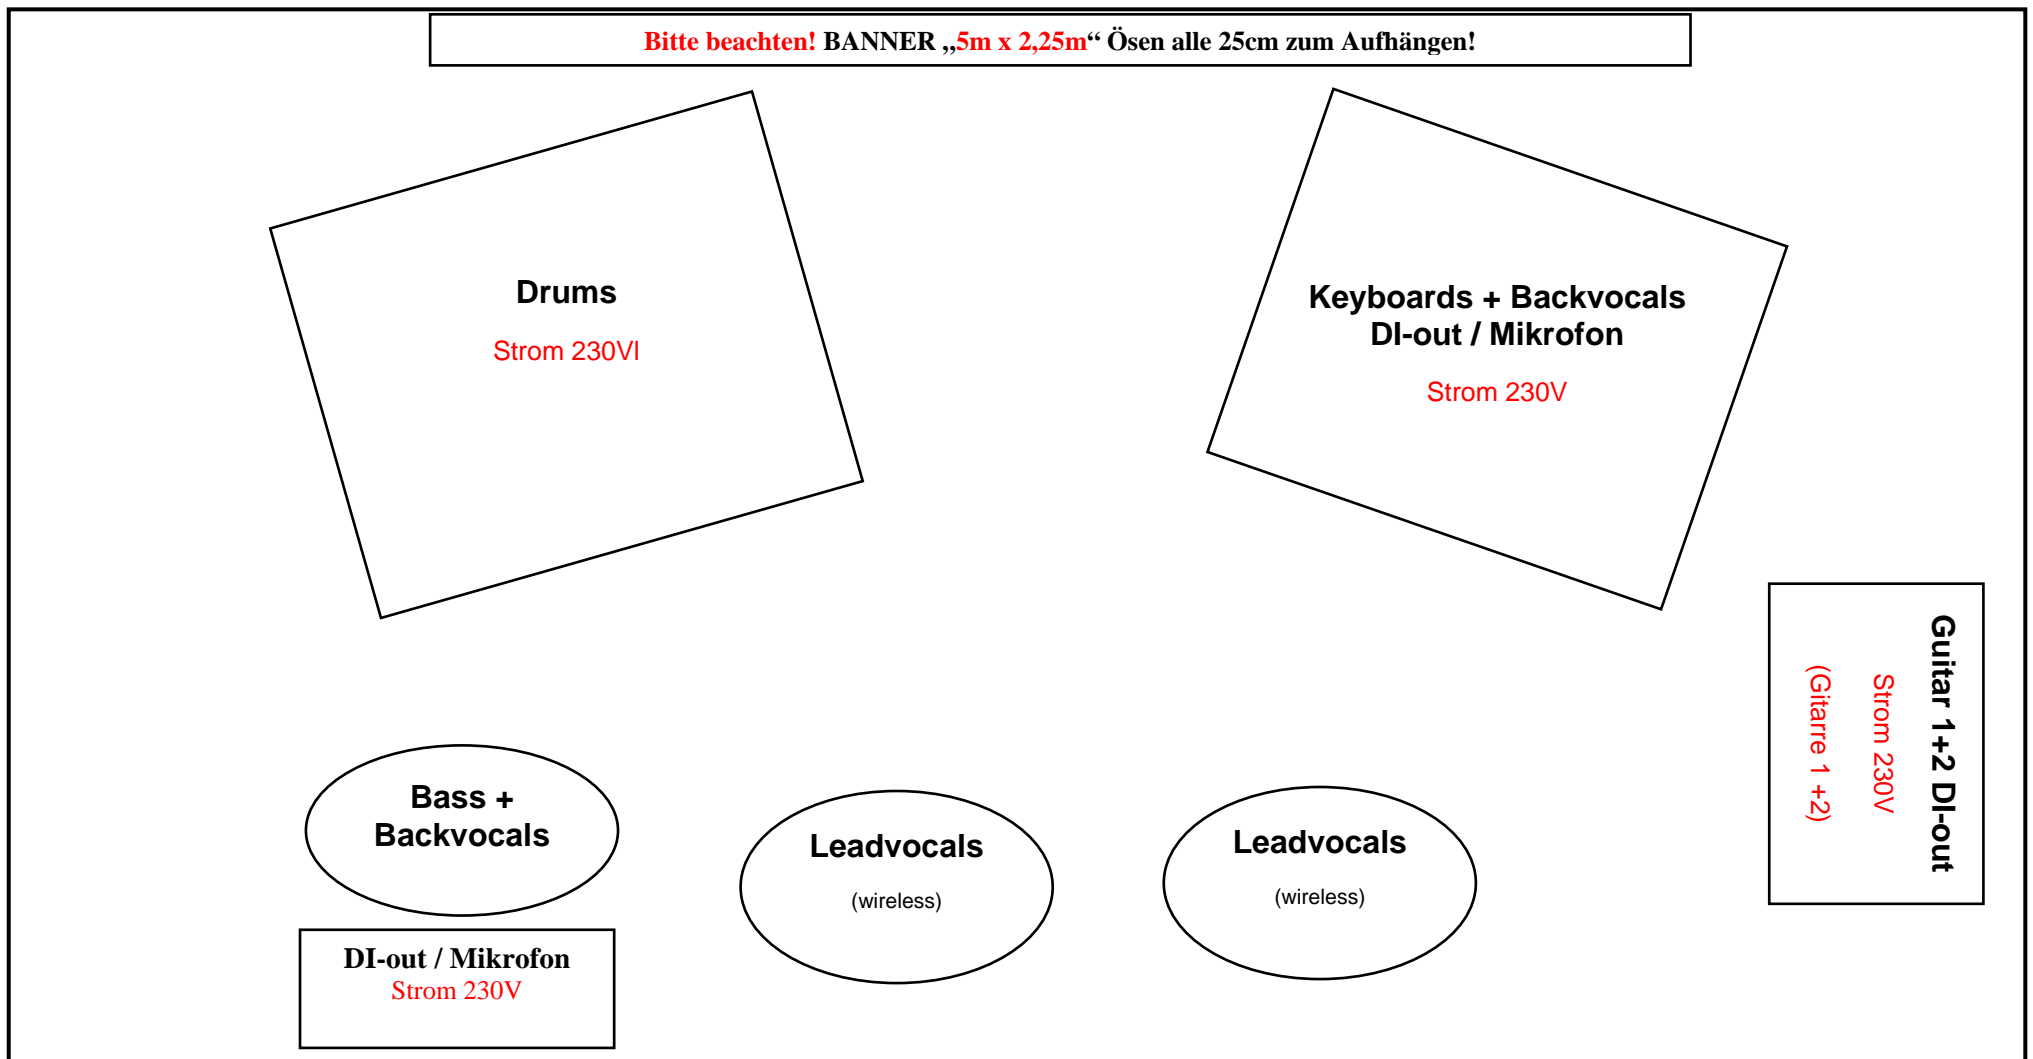 Bitte beachten! BANNER „5m x 2,25m“ Ösen alle 25cm zum Aufhängen!
Drums
Strom 230Vl
Keyboards + Backvocals
DI-out / Mikrofon
Strom 230V
Guitar 1+2 DI-out
Strom 230V
(Gitarre 1 +2)
Bass +
Backvocals
DI-out / Mikrofon
Strom 230V
Leadvocals
(wireless)
Leadvocals
(wireless)